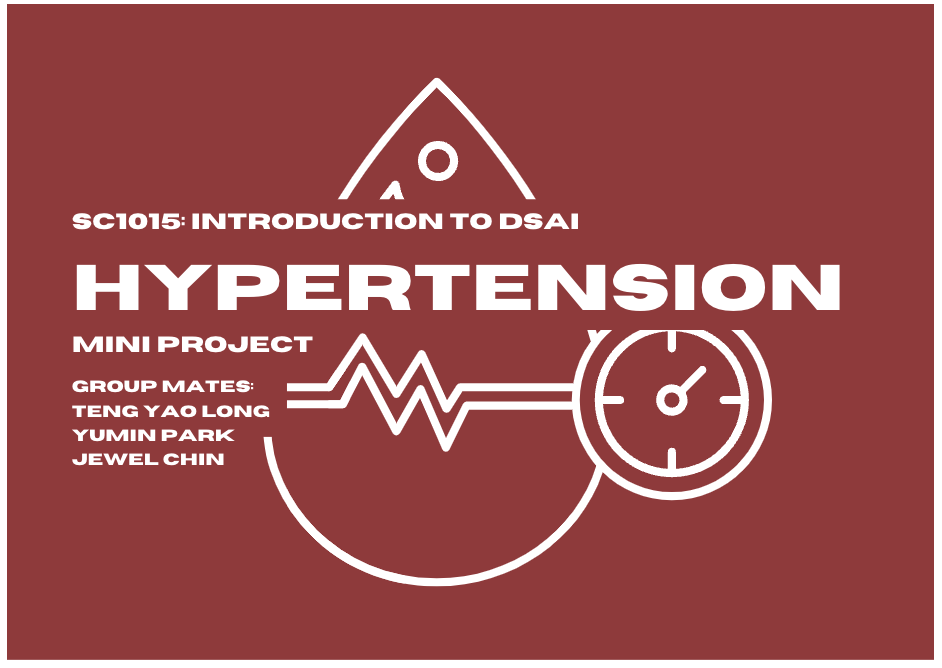 SC1015: INTRODUCTION TO DSAI
HYPERTENSION
MINI PROJECT
GROUP MATES:
TENG YAO LONG
YUMIN PARK
JEWEL CHIN